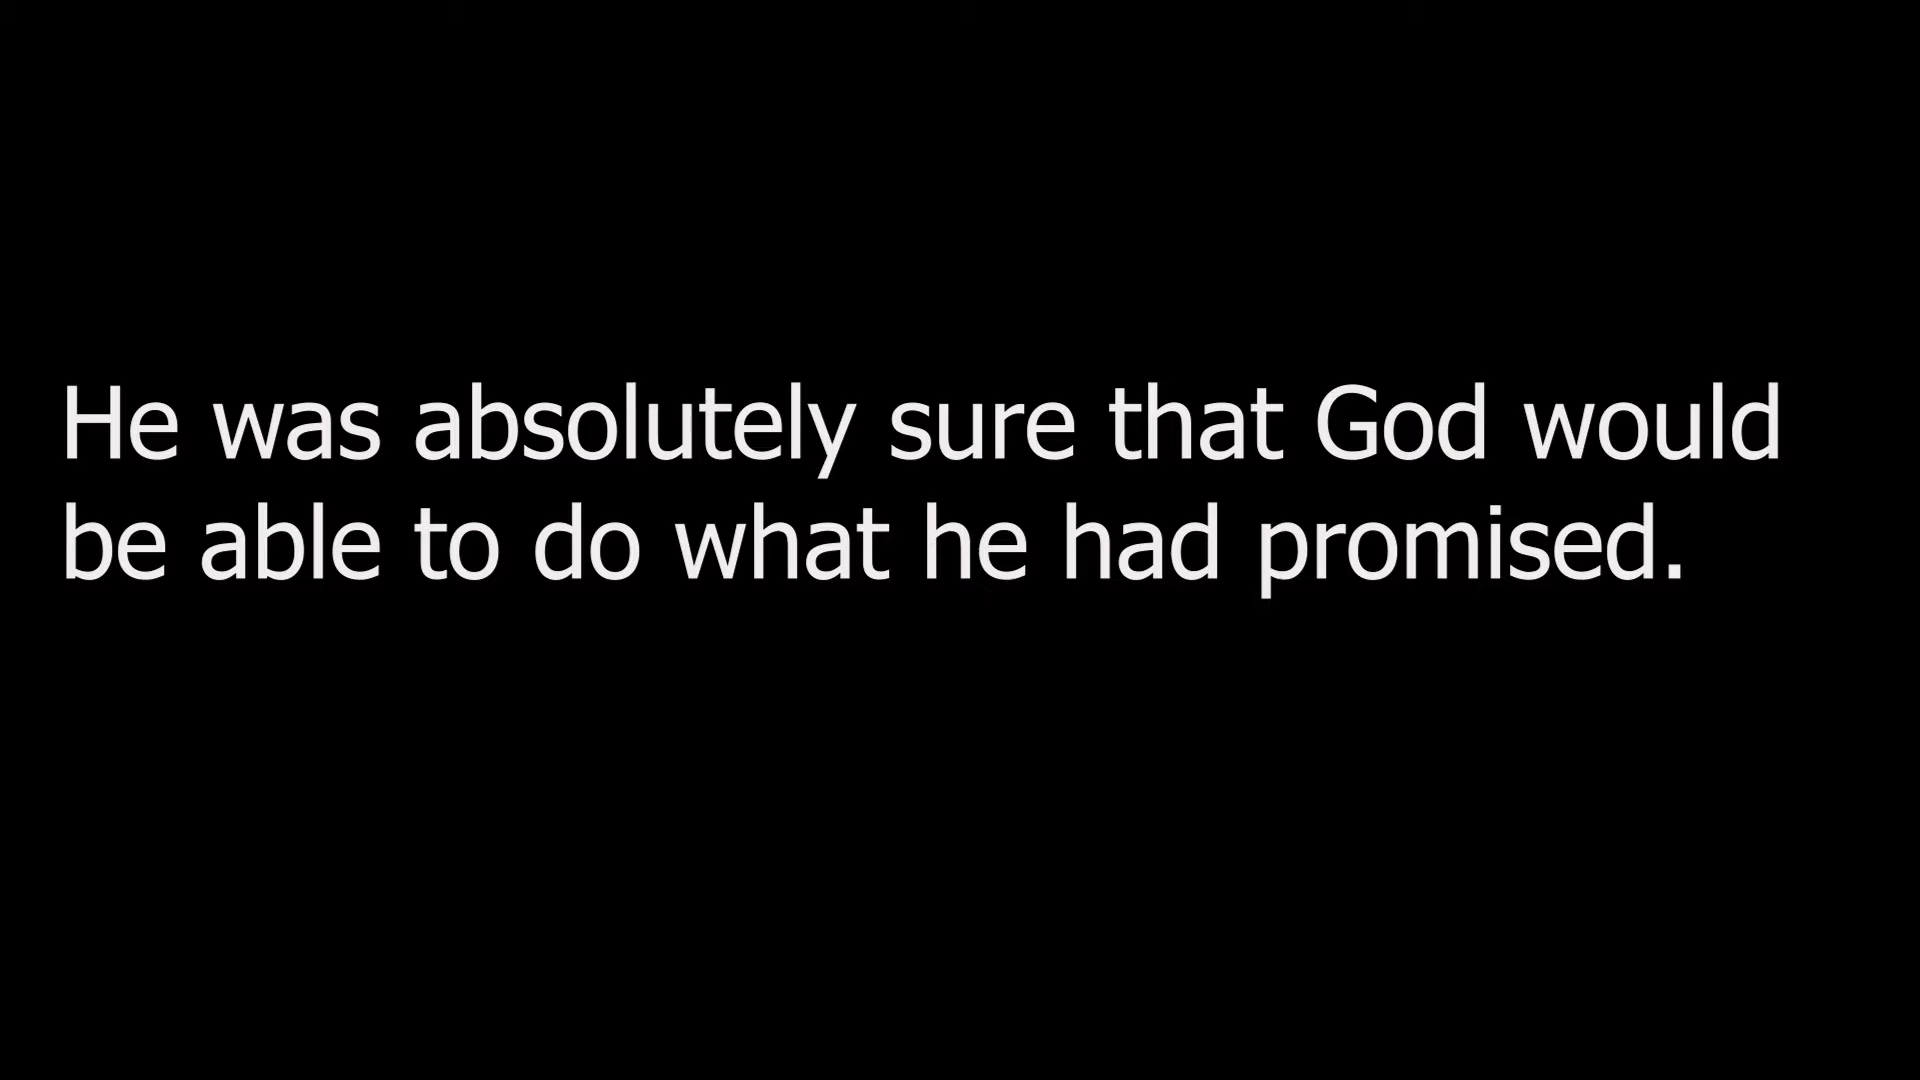 He was absolutely sure that God would
be able to do what he had promised.